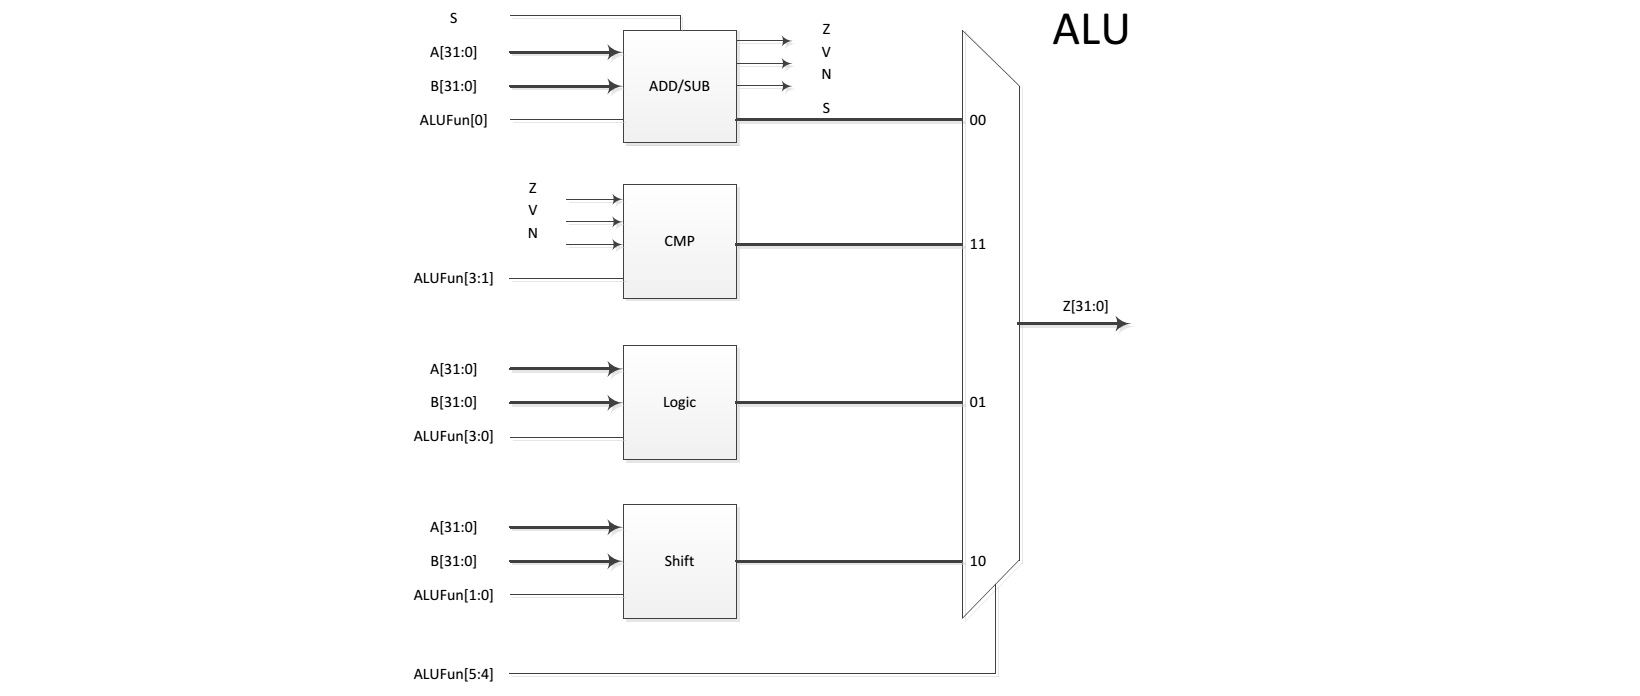 ALU
S
A[31:0]
B[31:0]
ALUFun[0]
ADD/SUB
Z
V
N
S
00
Z
V
N
ALUFun[3:1]
CMP
11
Z[31:0]
A[31:0]
B[31:0]
ALUFun[3:0]
Logic
01
A[31:0]
B[31:0]
ALUFun[1:0]
Shift
10
ALUFun[5:4]